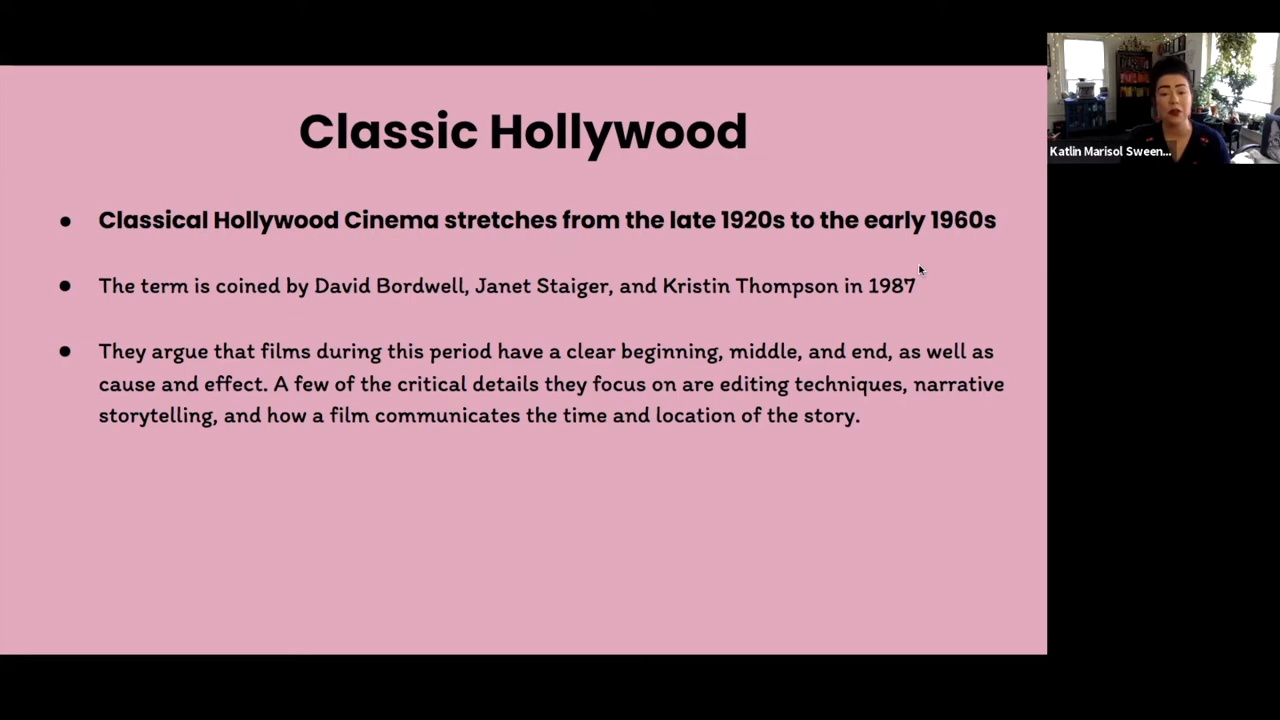 Classic Hollywood
Katlin Marisol Sween...
● Classical Hollywood Cinema stretches from the late 1920s to the early 1960s
● The term is coined by David Bordwell, Janet Staiger, and Kristin Thompson in 1987
● They argue that films during this period have a clear beginning, middle, and end, as well as
cause and effect. A few of the critical details they focus on are editing techniques, narrative
storytelling, and how a film communicates the time and location of the story.